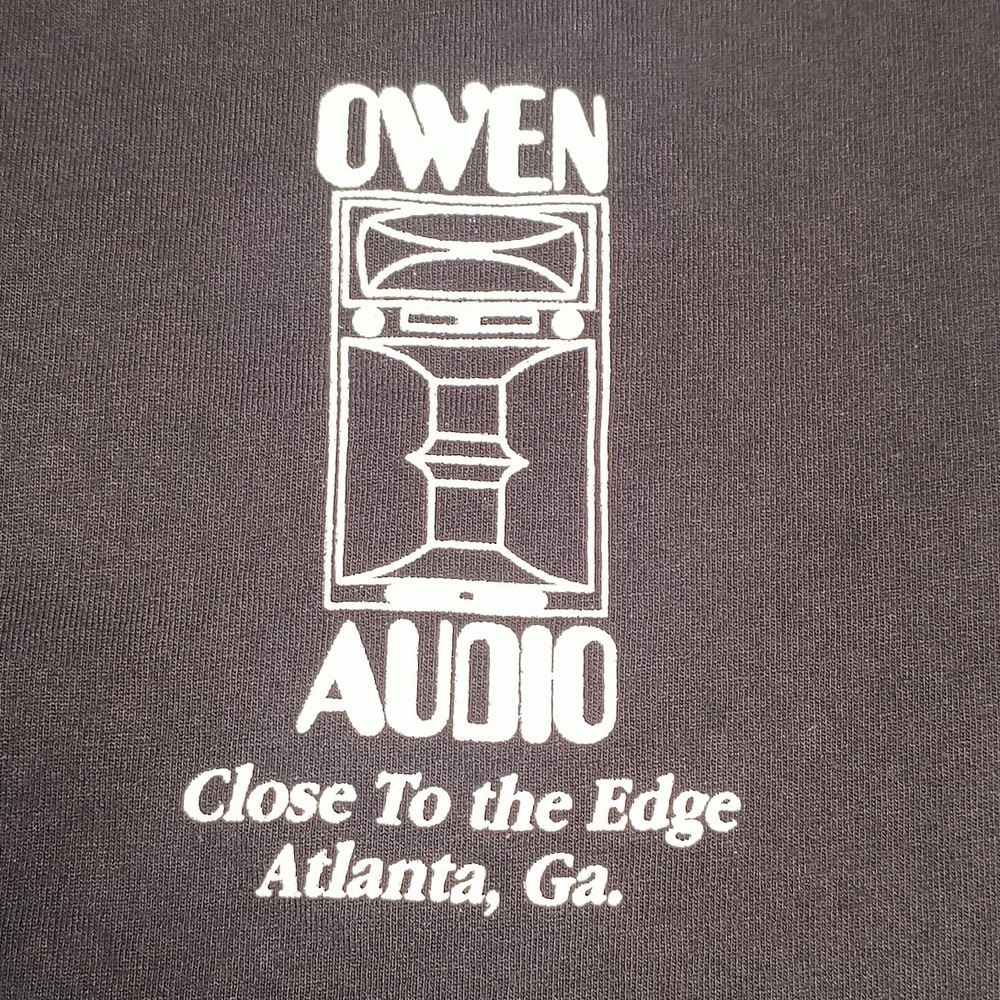 OWEN
AUDIO
Close To the Edge
Atlanta, Ga.